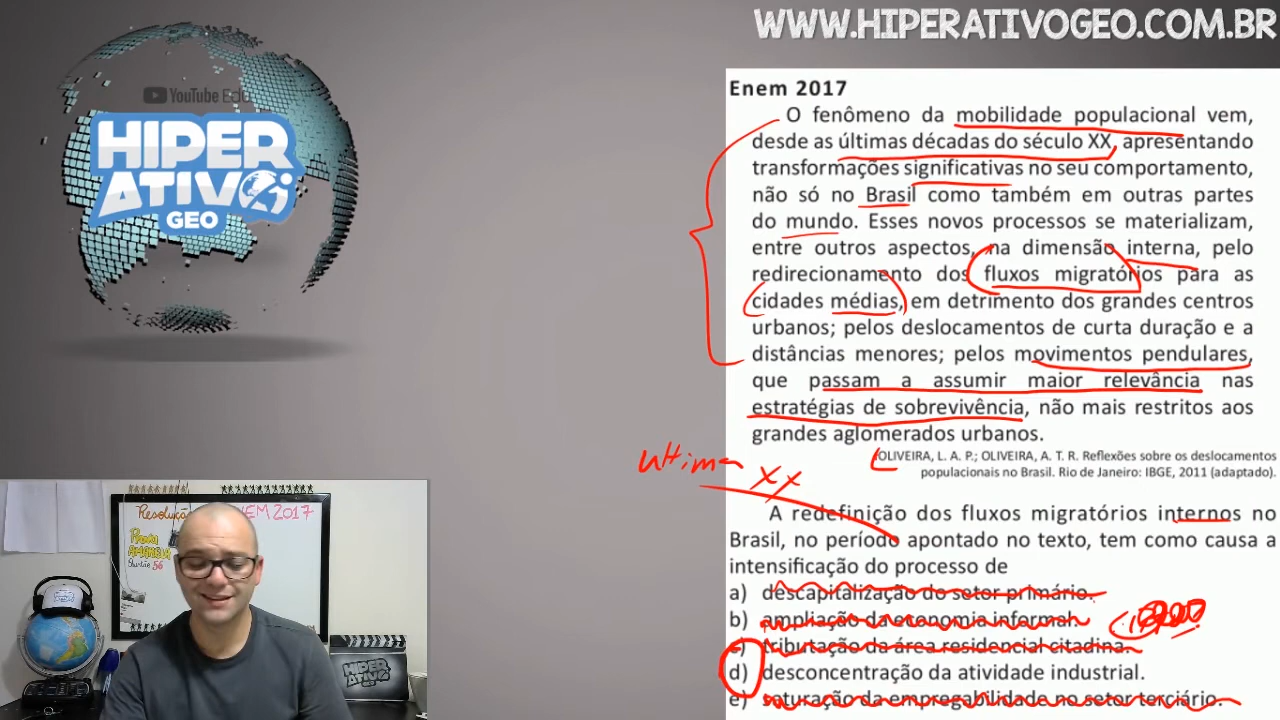 WWW.HIPERATIVOGEO.COM.BR
YouTube Edu
HIPER
ATIVO
GEO
Enem 2017
O fenômeno da mobilidade populacional vem,
desde as últimas décadas do século XX, apresentando
transformações significativas no seu comportamento,
não só no Brasil como também em outras partes
do mundo. Esses novos processos se materializam,
entre outros aspectos, na dimensão interna, pelo
redirecionamento dos fluxos migratórios para as
cidades médias, em detrimento dos grandes centros
urbanos; pelos deslocamentos de curta duração e a
distâncias menores; pelos movimentos pendulares,
que passam a assumir maior relevância nas
estratégias de sobrevivência, não mais restritos aos
grandes aglomerados urbanos.
OLIVEIRA, L. A. P.; OLIVEIRA, A. T. R. Reflexões sobre os deslocamentos
populacionais no Brasil. Rio de Janeiro: IBGE, 2011 (adaptado).
ultima
XX
A redefinição dos fluxos migratórios internos no
Brasil, no período apontado no texto, tem como causa a
intensificação do processo de
a) descapitalização do setor primário.
b) ampliação da economia informal.
c) tributação da área residencial citadina.
d) desconcentração da atividade industrial.
e) saturação da empregabilidade no setor terciário.
Resolução ENEM 2017
Prova
AMARELA
Questão 56
HIPER
ATIVO
GEO